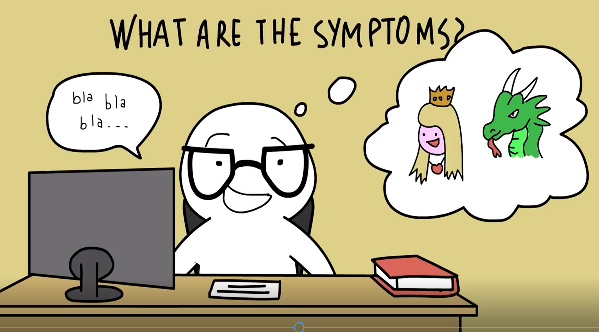 WHAT ARE THE SYMPTOMS?
bla bla
bla...